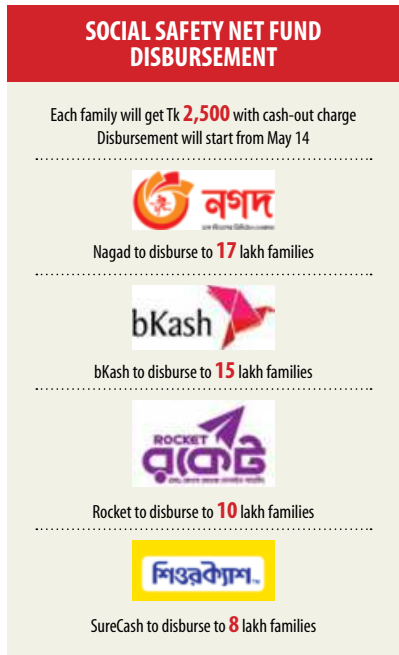 SOCIAL SAFETY NET FUND
DISBURSEMENT
Each family will get Tk 2,500 with cash-out charge
Disbursement will start from May 14
নগদ
Nagad to disburse to 17 lakh families
bKash
bKash to disburse to 15 lakh families
ROCKET
রকেট
Rocket to disburse to 10 lakh families
শিওরক্যাশ
SureCash to disburse to 8 lakh families